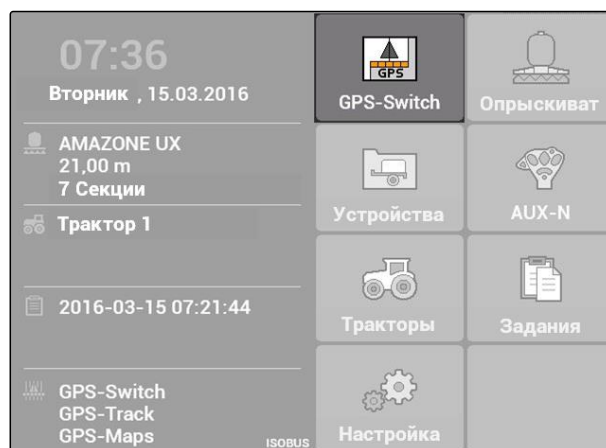 07:36
Вторник , 15.03.2016
AMAZONE UX
21,00 m
7 Секции
Трактор 1
2016-03-15 07:21:44
GPS-Switch
GPS-Track
GPS-Maps
ISOBUS
GPS
GPS-Switch
Опрыскиват
Устройства
AUX-N
Тракторы
Задания
Настройка